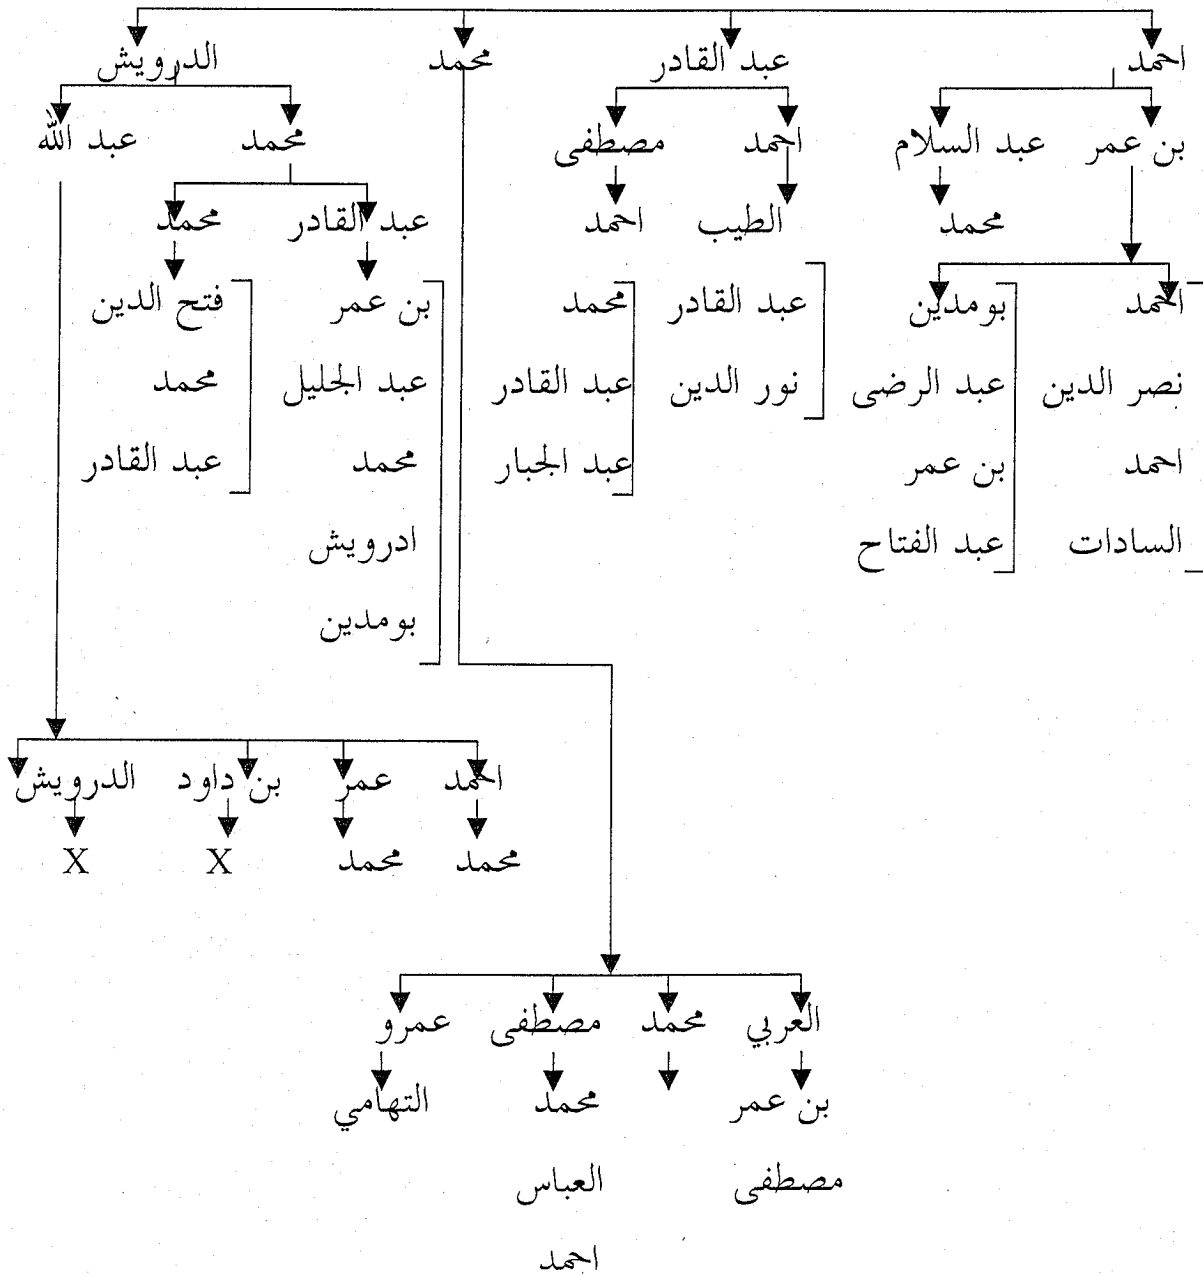 احمد عبد القادر محمد الدرويش
بن عمر عبد السلام احمد مصطفى محمد عبد الله
محمد الطيب احمد عبد القادر محمد
احمد بومدين عبد القادر محمد بن عمر فتح الدين
نصر الدين عبد الرضى نور الدين عبد القادر عبد الجليل محمد
احمد بن عمر عبد الجبار محمد عبد القادر
السادات عبد الفتاح ادرويش
بومدين
احمد عمر بن داود الدرويش
محمد محمد X X
العربي محمد مصطفى عمرو
بن عمر محمد التهامي
مصطفى العباس
احمد